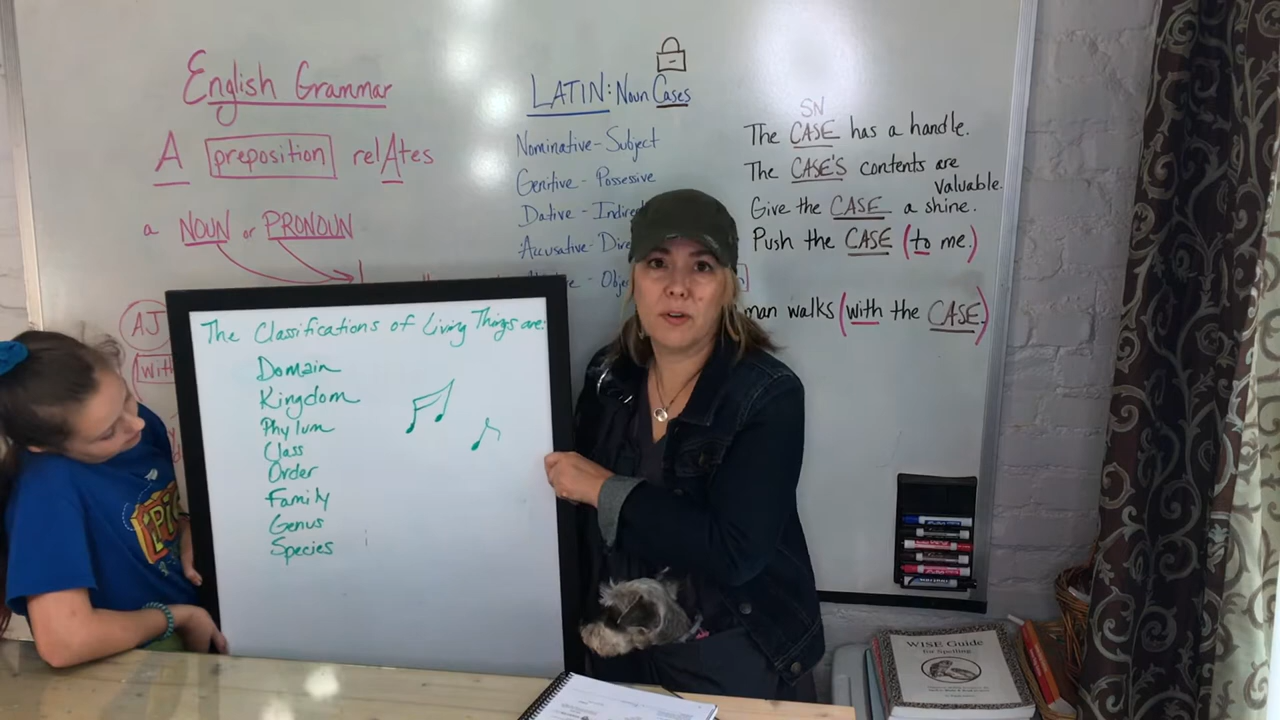 English Grammar
A preposition relAtes
a NOUN or PRONOUN
AJ
with
LATIN: Noun Cases
Nominative - Subject
Genitive - Possessive
Dative -
Accusative -
SN
The CASE has a handle.
The CASE'S contents are
valuable.
Give the CASE a shine.
Push the CASE (to me.)
man walks (with the CASE.)
The Classifications of Living Things are:
Domain
Kingdom
Phylum
Class
Order
Family
Genus
Species
WISE Guide
for Spelling